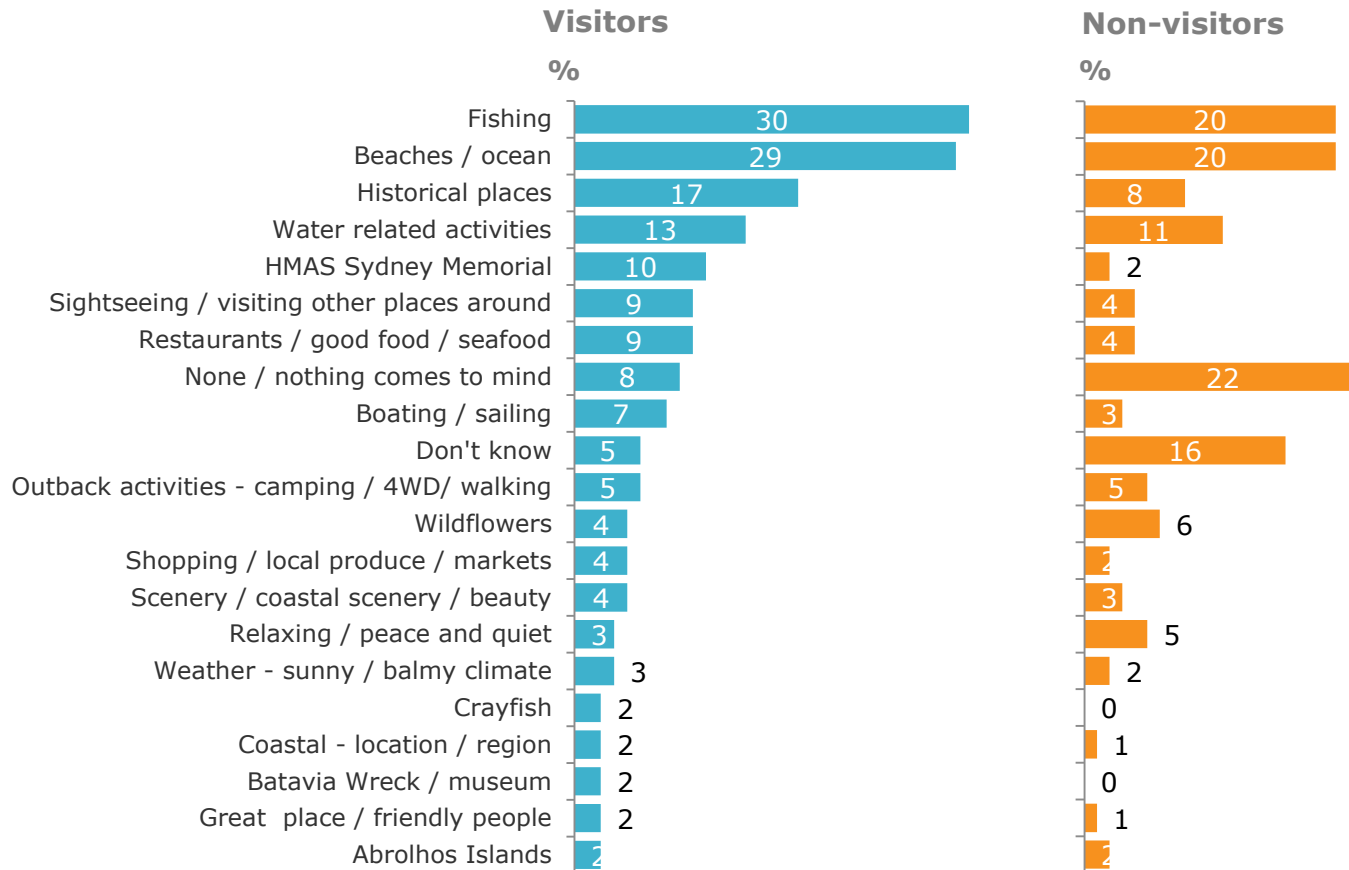 Visitors Non-visitors
% %
Fishing 30 20
Beaches / ocean 29 20
Historical places 17 8
Water related activities 13 11
HMAS Sydney Memorial 10 2
Sightseeing / visiting other places around 9 4
Restaurants / good food / seafood 9 4
None / nothing comes to mind 8 22
Boating / sailing 7 3
Don't know 5 16
Outback activities - camping / 4WD/ walking 5 5
Wildflowers 4 6
Shopping / local produce / markets 4 2
Scenery / coastal scenery / beauty 4 3
Relaxing / peace and quiet 3 5
Weather - sunny / balmy climate 3 2
Crayfish 2 0
Coastal - location / region 2 1
Batavia Wreck / museum 2 0
Great  place / friendly people 2 1
Abrolhos Islands 2 2